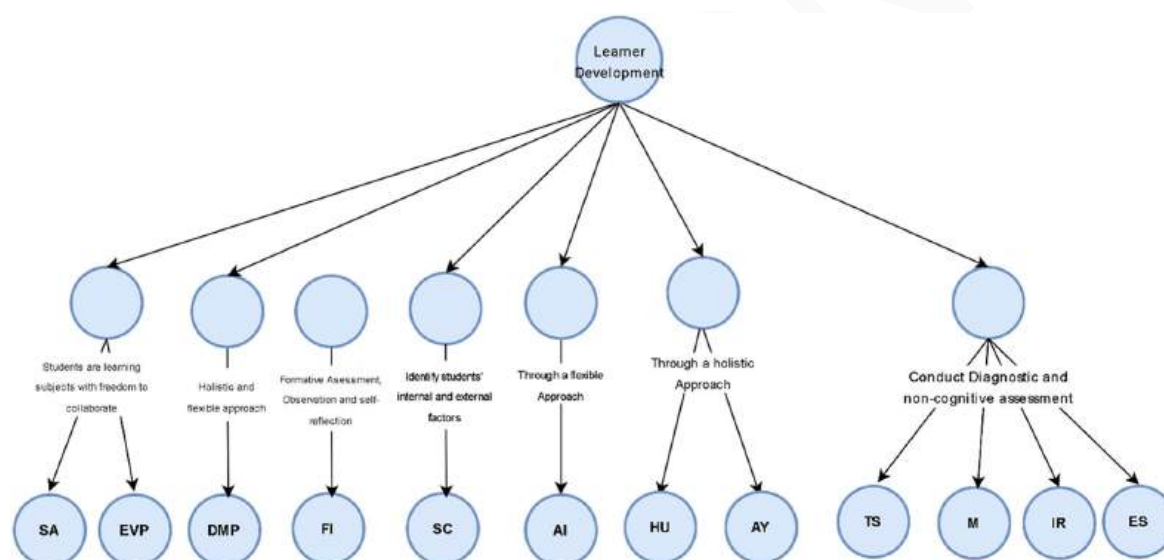 Learner
Development
Students are learning
subjects with freedom to
collaborate
Holistic and
flexible approach
Formative Asessment,
Observation and self-
reflection
Identify students'
internal and external
factors
Through a flexible
Approach
Through a holistic
Approach
Conduct Diagnostic and
non-cognitive assessment
SA
EVP
DMP
FI
SC
AI
HU
AY
TS
M
IR
ES